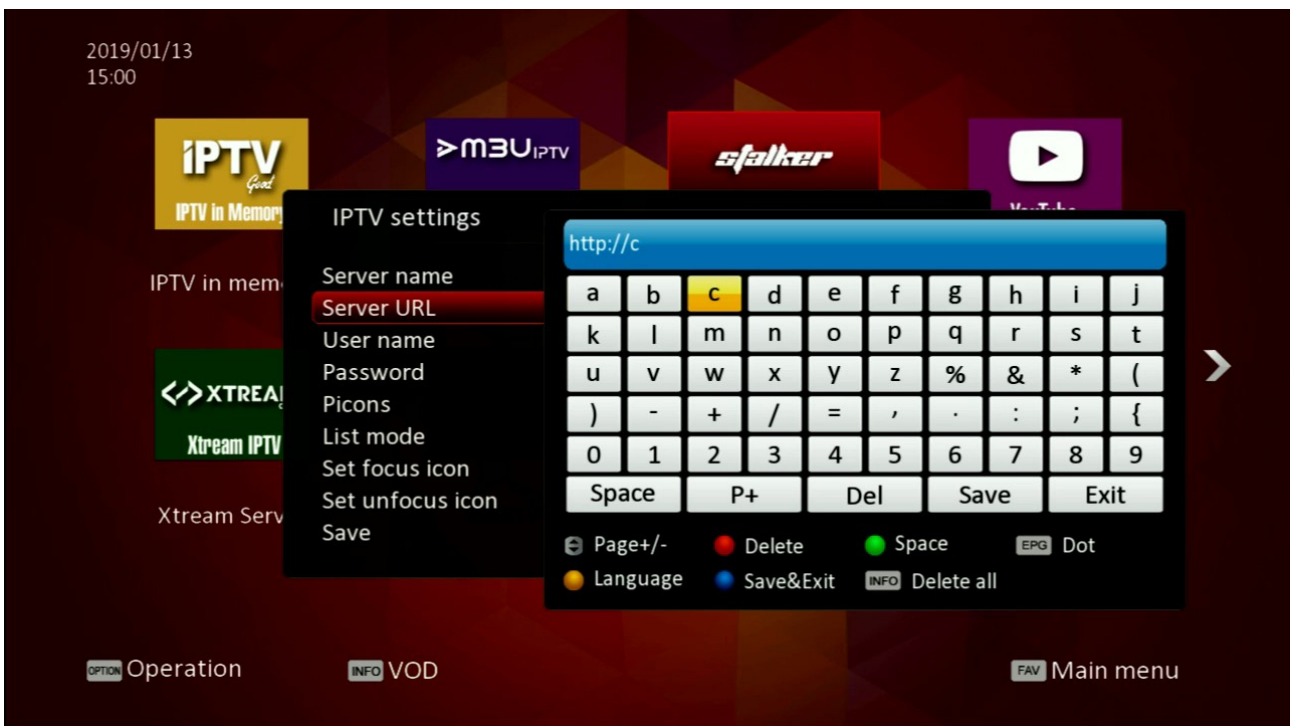 2019/01/13
15:00
iPTV
Good
IPTV in Memory
M3U IPTV
stalker
IPTV in mem
XTREA
Xtream IPTV
Xtream Serv
IPTV settings
Server name
Server URL
User name
Password
Picons
List mode
Set focus icon
Set unfocus icon
Save
http://c
a b c d e f g h i j
k l m n o p q r s t
u v w x y z % & * (
) - + / = , . : ; {
0 1 2 3 4 5 6 7 8 9
Space P+ Del Save Exit
Page+/- Delete Space EPG Dot
Language Save&Exit INFO Delete all
OPTION Operation INFO VOD FAV Main menu